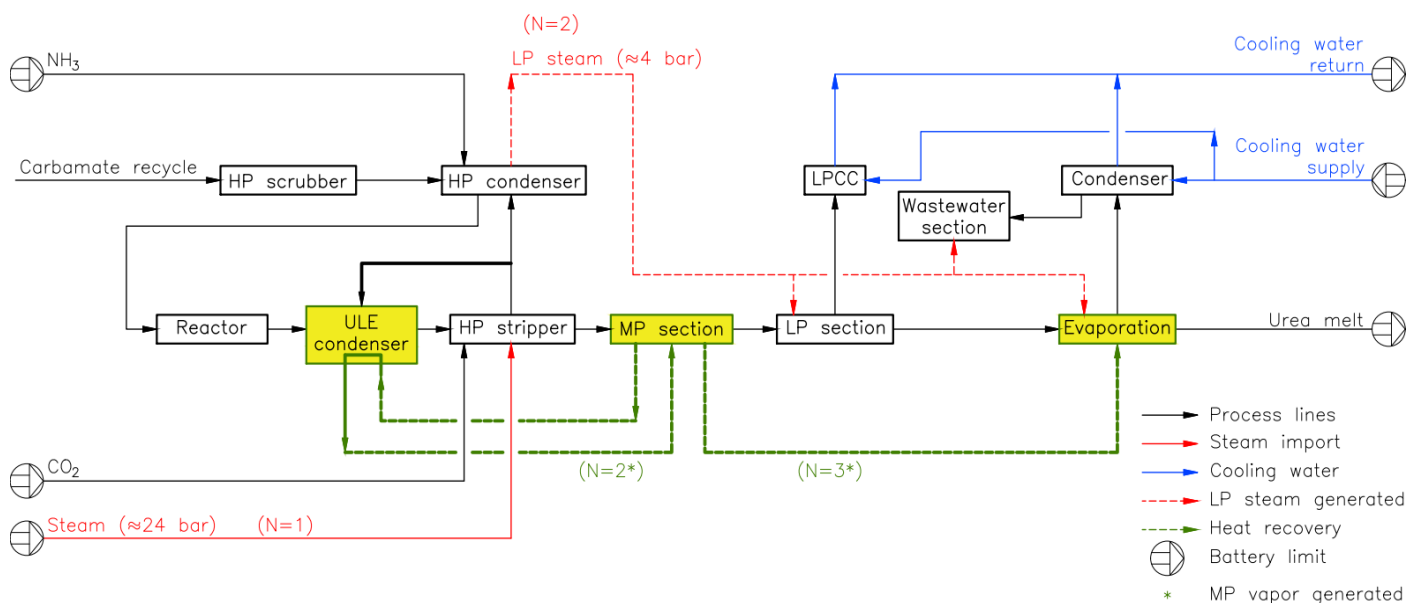 (N=2)
NH₃
LP steam (≈4 bar)
Cooling water
return
Carbamate recycle
HP scrubber
HP condenser
LPCC
Condenser
Cooling water
supply
Wastewater
section
Reactor
ULE
condenser
HP stripper
MP section
LP section
Evaporation
Urea melt
CO₂
(N=2*)
(N=3*)
Steam (≈24 bar) (N=1)
Process lines
Steam import
Cooling water
LP steam generated
Heat recovery
Battery limit
* MP vapor generated